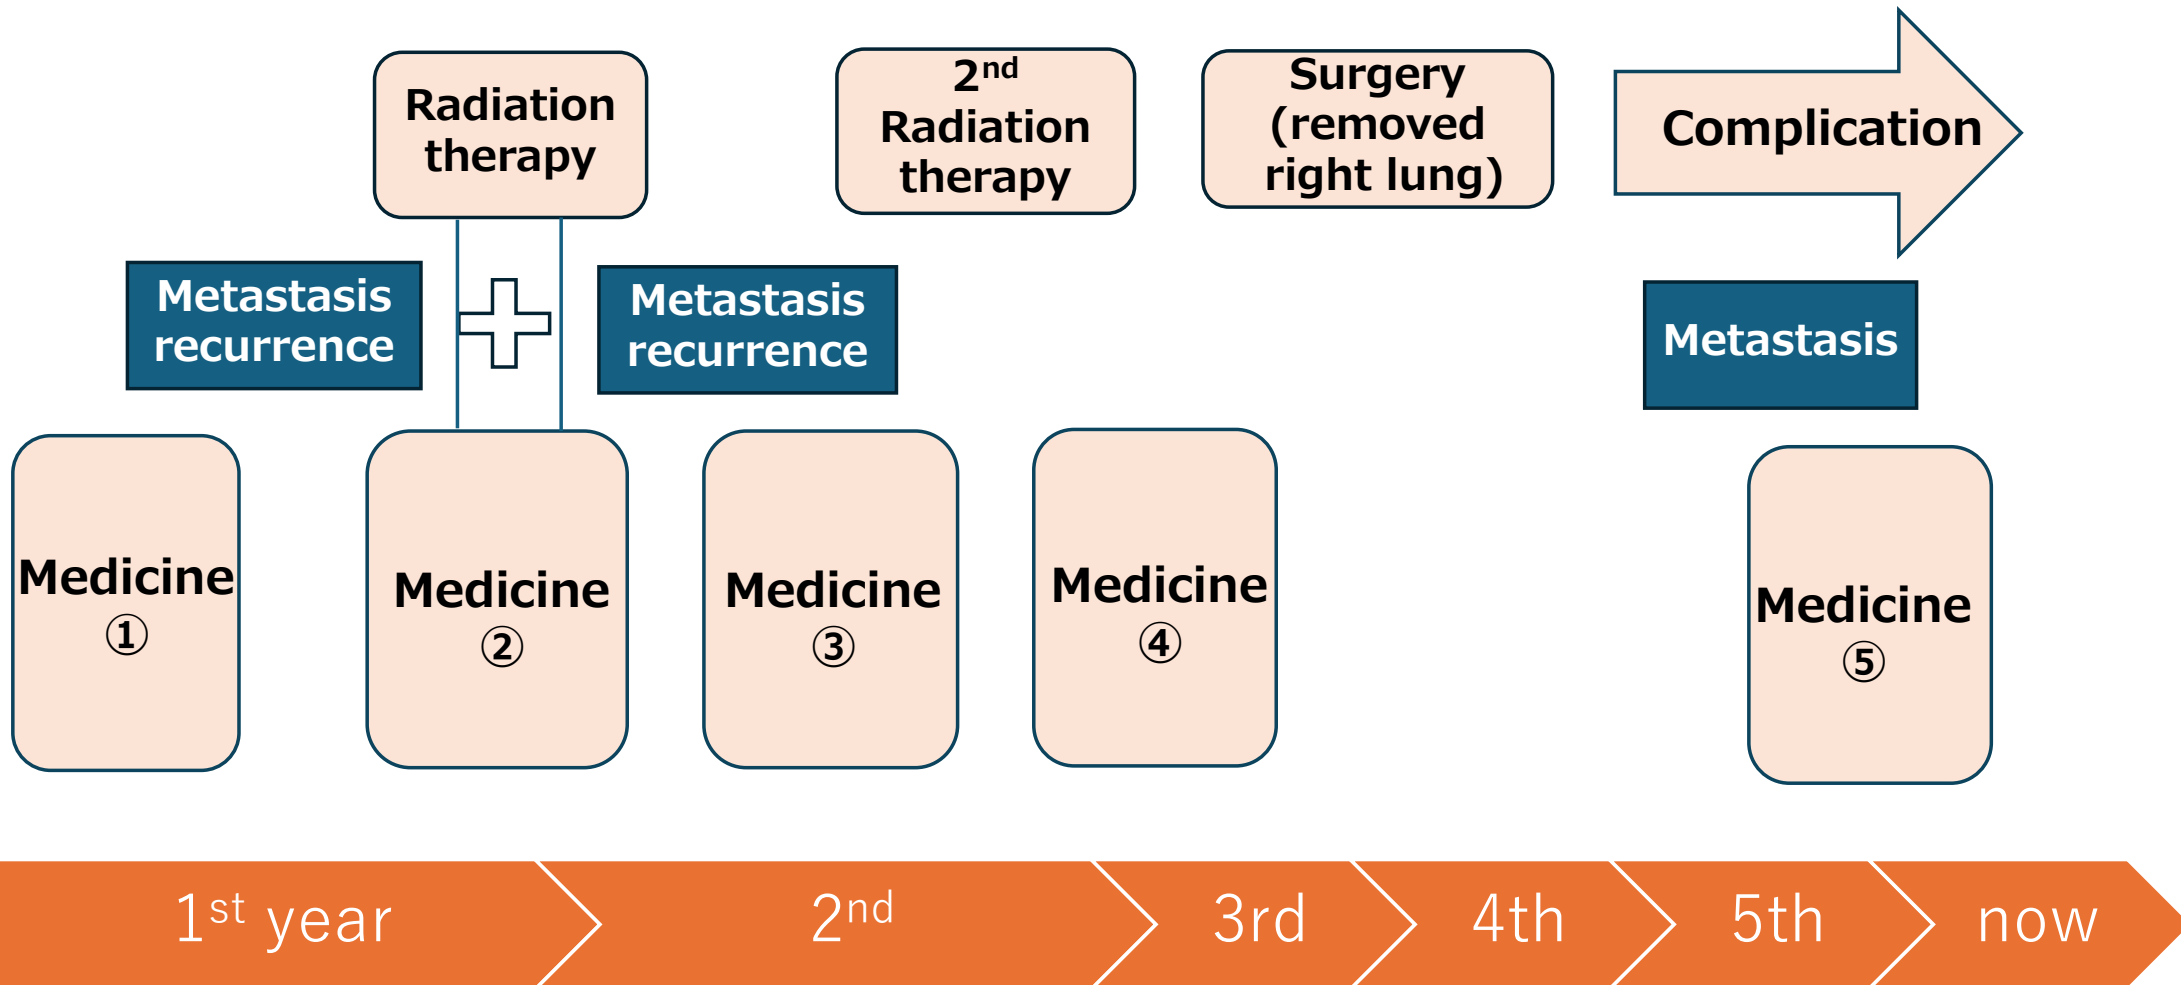 Radiation
therapy
2nd
Radiation
therapy
Surgery
(removed
right lung)
Complication
Metastasis
recurrence
Metastasis
recurrence
Metastasis
Medicine
①
Medicine
②
Medicine
③
Medicine
④
Medicine
⑤
1st year
2nd
3rd
4th
5th
now